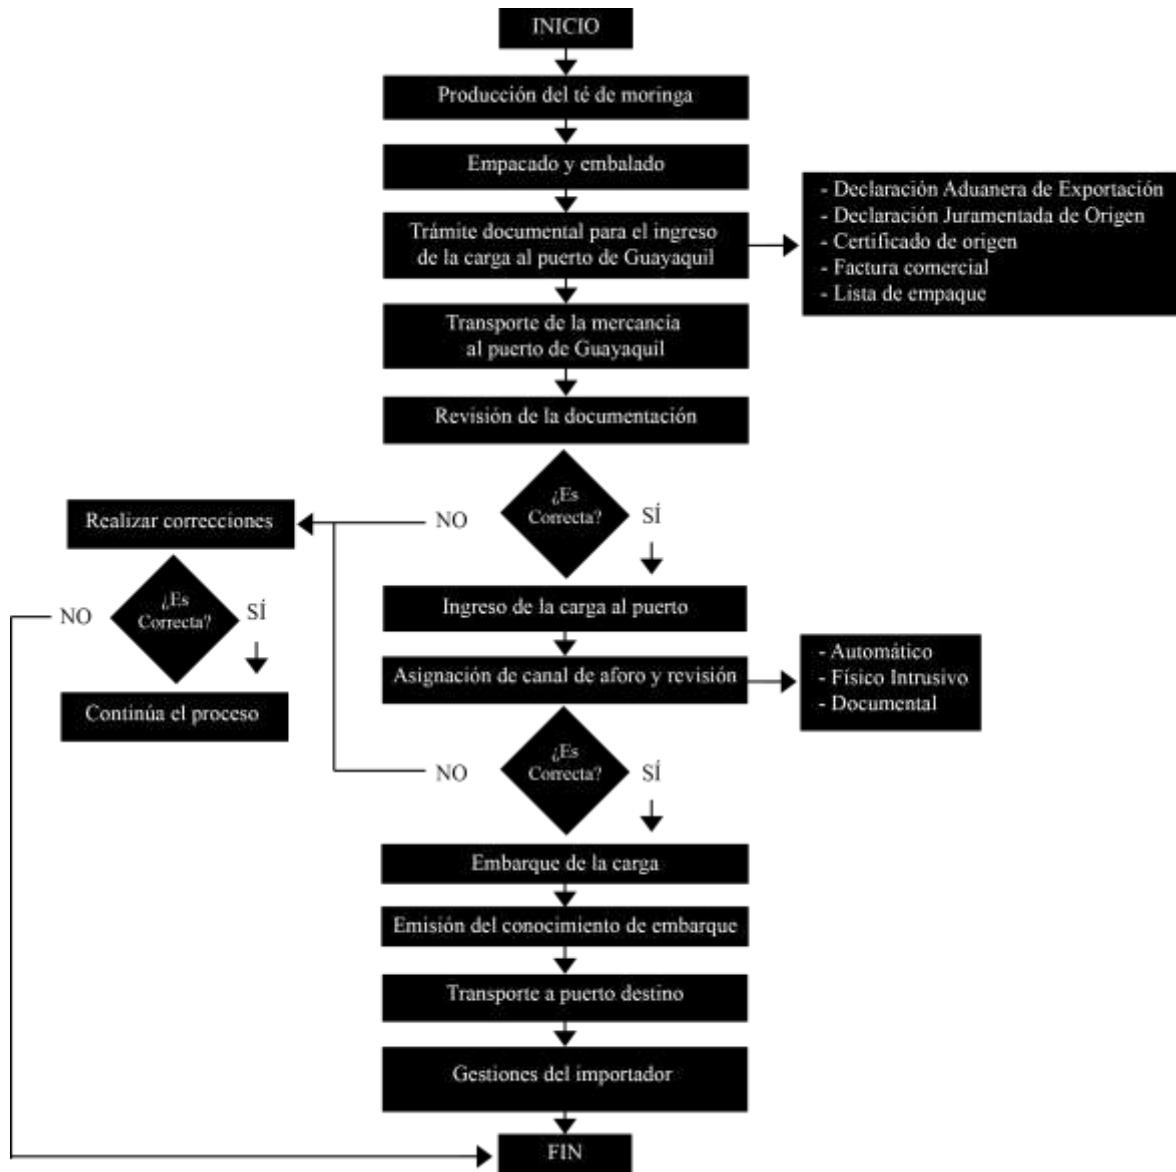 INICIO
Producción del té de moringa
Empacado y embalado
Trámite documental para el ingreso
de la carga al puerto de Guayaquil
- Declaración Aduanera de Exportación
- Declaración Juramentada de Origen
- Certificado de origen
- Factura comercial
- Lista de empaque
Transporte de la mercancía
al puerto de Guayaquil
Revisión de la documentación
¿Es
Correcta?
NO
SÍ
Realizar correcciones
¿Es
Correcta?
NO
SÍ
Continúa el proceso
Ingreso de la carga al puerto
Asignación de canal de aforo y revisión
- Automático
- Físico Intrusivo
- Documental
¿Es
Correcta?
NO
SÍ
Embarque de la carga
Emisión del conocimiento de embarque
Transporte a puerto destino
Gestiones del importador
FIN